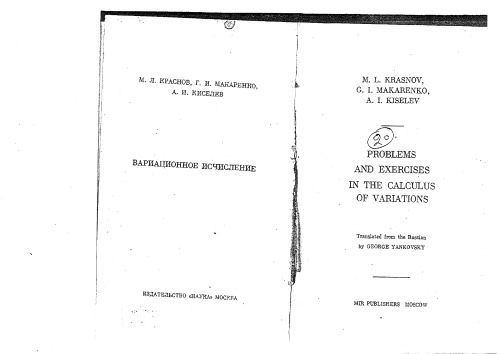 М. Л. КРАСНОВ, Г. И. МАКАРЕНКО,
А. И. КИСЕЛЕВ
ВАРИАЦИОННОЕ ИСЧИСЛЕНИЕ
ИЗДАТЕЛЬСТВО «НАУКА» МОСКВА
M. L. KRASNOV,
G. I. MAKARENKO,
A. I. KISELEV
20
PROBLEMS
AND EXERCISES
IN THE CALCULUS
OF VARIATIONS
Translated from the Russian
by GEORGE YANKOVSKY
MIR PUBLISHERS MOSCOW